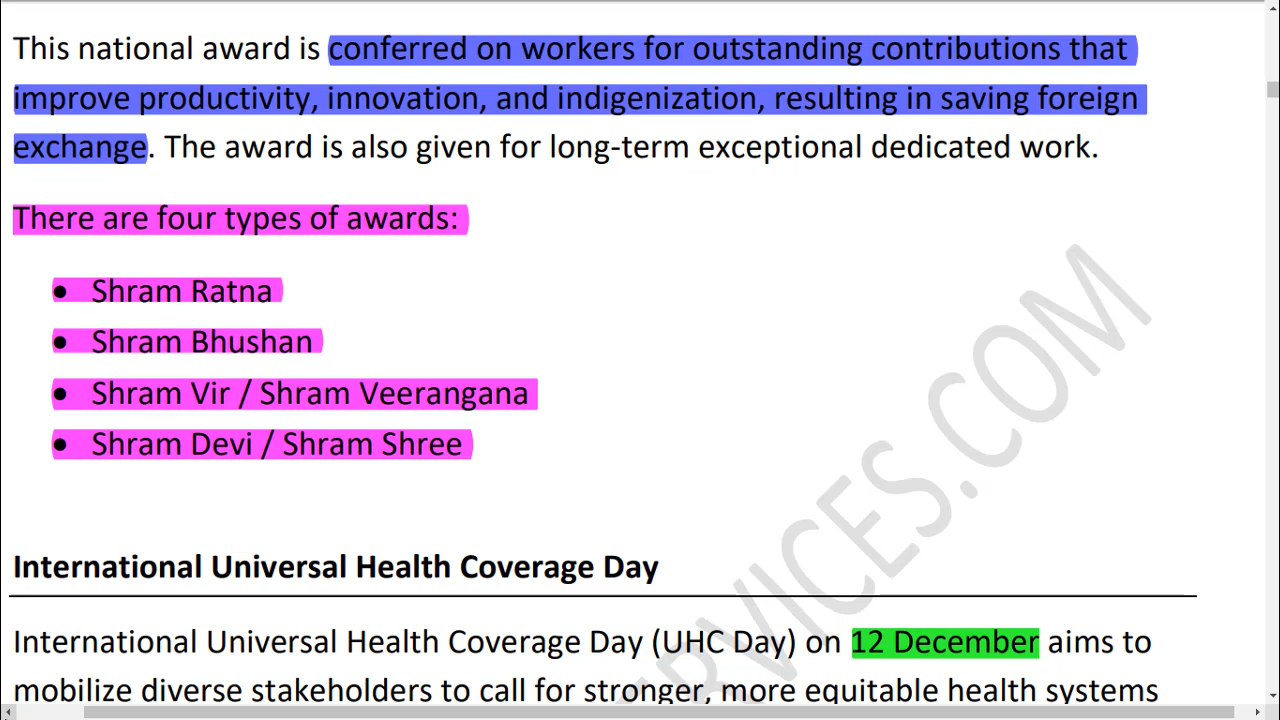 This national award is conferred on workers for outstanding contributions that
improve productivity, innovation, and indigenization, resulting in saving foreign
exchange. The award is also given for long-term exceptional dedicated work.
There are four types of awards:
• Shram Ratna
• Shram Bhushan
• Shram Vir / Shram Veerangana
• Shram Devi / Shram Shree
International Universal Health Coverage Day
International Universal Health Coverage Day (UHC Day) on 12 December aims to
mobilize diverse stakeholders to call for stronger, more equitable health systems
ERVICES.COM